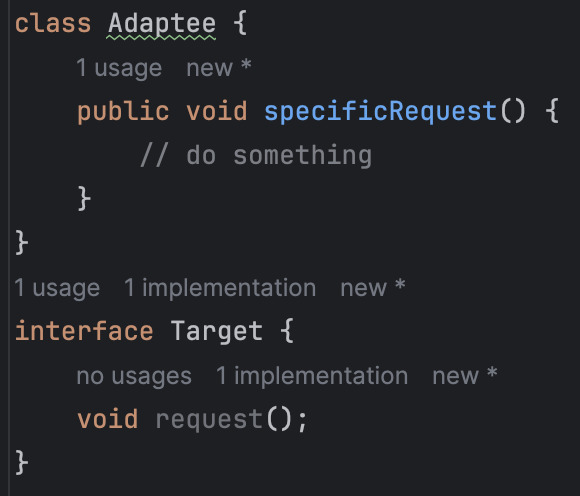 class Adaptee {
1 usage new *
public void specificRequest() {
// do something
}
}
1 usage 1 implementation new *
interface Target {
no usages 1 implementation new *
void request();
}